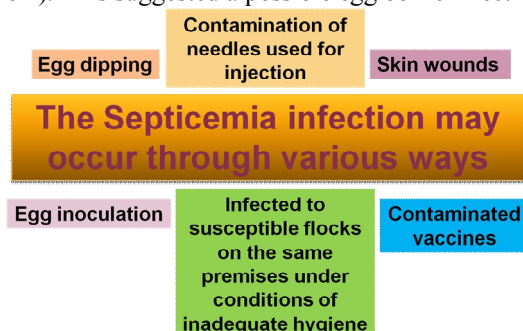 Contamination of
needles used for
injection
Egg dipping
Skin wounds
The Septicemia infection may
occur through various ways
Egg inoculation
Infected to
susceptible flocks
on the same
premises under
conditions of
inadequate hygiene
Contaminated
vaccines